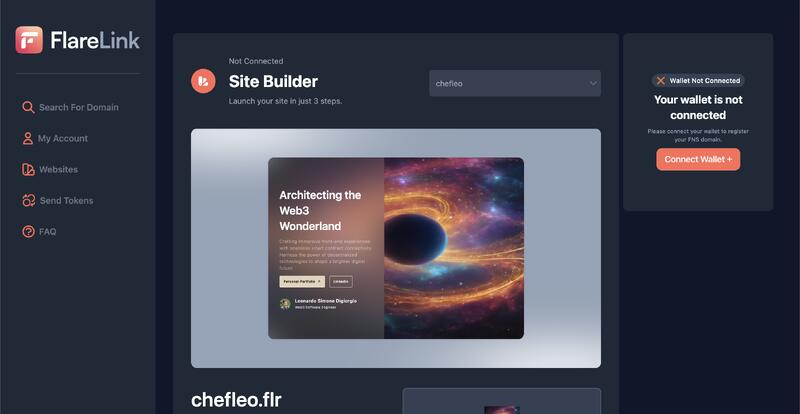 FlareLink
Search For Domain
My Account
Websites
Send Tokens
FAQ
Not Connected
Site Builder
Launch your site in just 3 steps.
chefleo
Architecting the
Web3
Wonderland
Crafting immersive front-end experiences
with seamless smart contract connectivity.
Harness the power of decentralized
technologies to shape a brighter digital
future.
Personal Portfolio
LinkedIn
Leonardo Simone Digiorgio
Web3 Software Engineer
chefleo.flr
Wallet Not Connected
Your wallet is not
connected
Please connect your wallet to register
your FNS domain.
Connect Wallet +